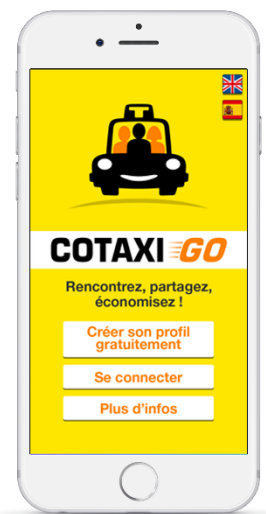 COTAXI GO
Rencontrez, partagez,
économisez !
Créer son profil
gratuitement
Se connecter
Plus d'infos